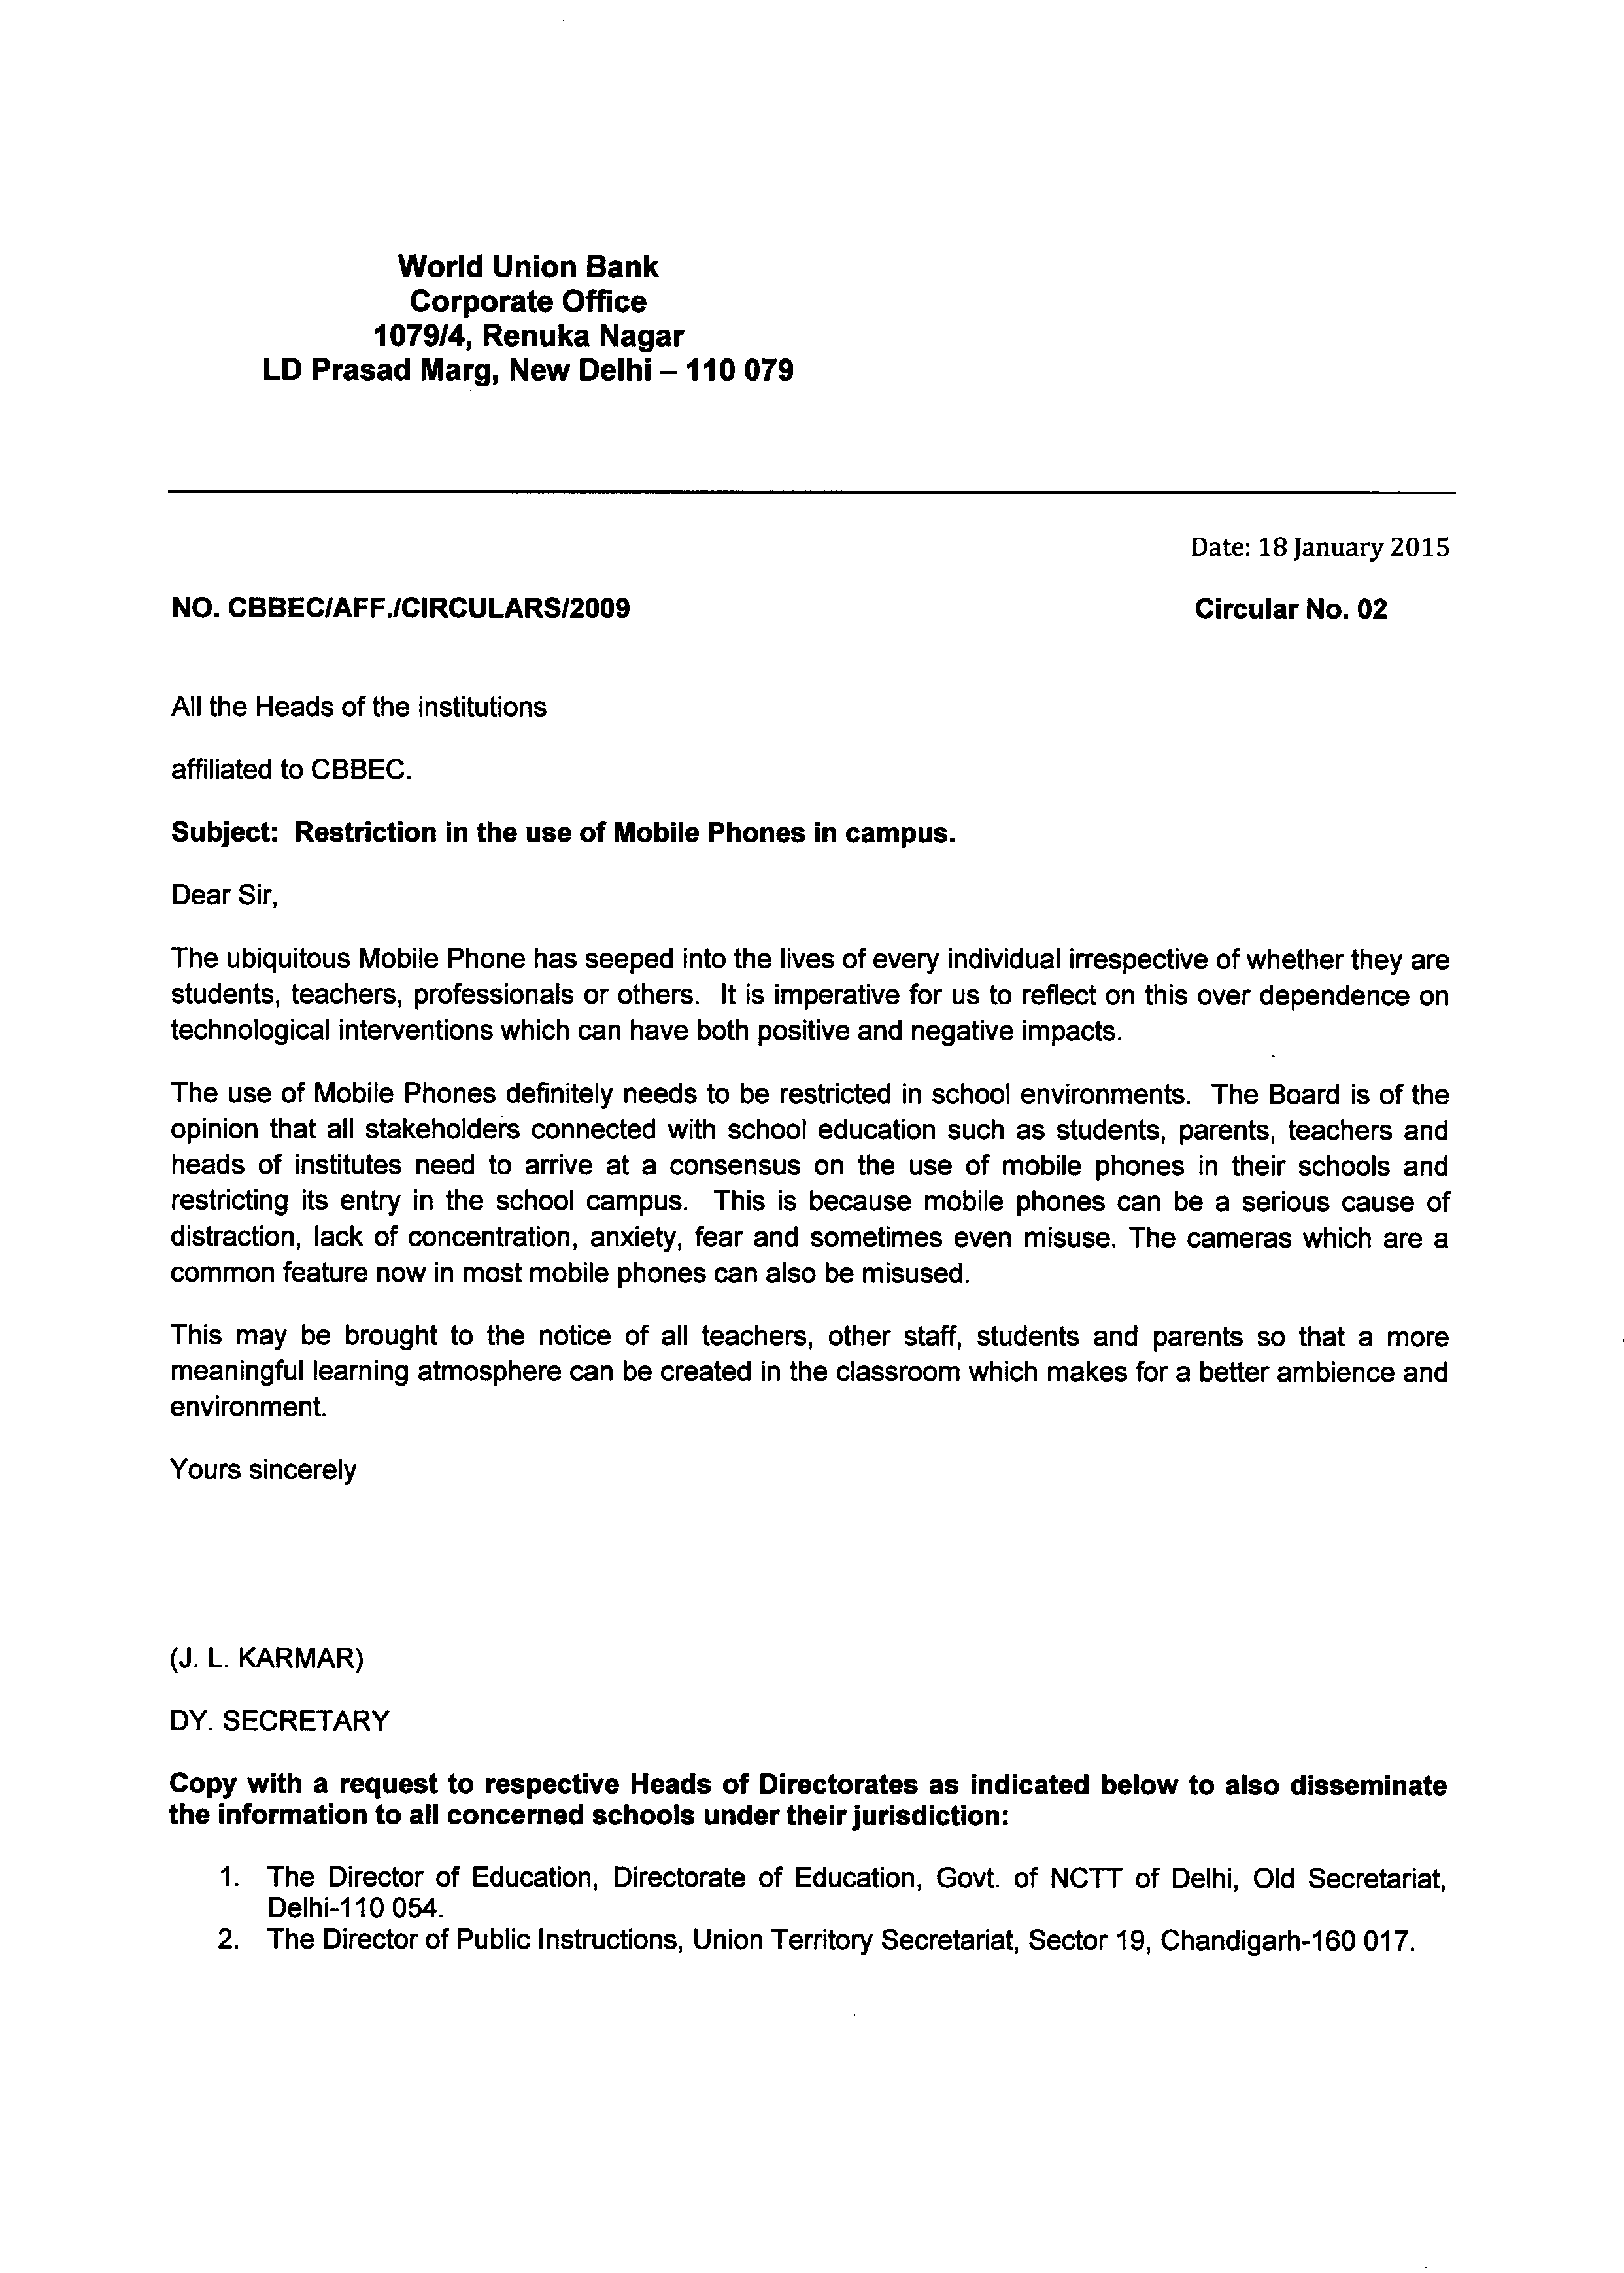 World Union Bank
Corporate Office
1079/4, Renuka Nagar
LD Prasad Marg, New Delhi – 110 079
Date: 18 January 2015
NO. CBBEC/AFF./CIRCULARS/2009 Circular No. 02
All the Heads of the institutions
affiliated to CBBEC.
Subject: Restriction in the use of Mobile Phones in campus.
Dear Sir,
The ubiquitous Mobile Phone has seeped into the lives of every individual irrespective of whether they are
students, teachers, professionals or others. It is imperative for us to reflect on this over dependence on
technological interventions which can have both positive and negative impacts.
The use of Mobile Phones definitely needs to be restricted in school environments. The Board is of the
opinion that all stakeholders connected with school education such as students, parents, teachers and
heads of institutes need to arrive at a consensus on the use of mobile phones in their schools and
restricting its entry in the school campus. This is because mobile phones can be a serious cause of
distraction, lack of concentration, anxiety, fear and sometimes even misuse. The cameras which are a
common feature now in most mobile phones can also be misused.
This may be brought to the notice of all teachers, other staff, students and parents so that a more
meaningful learning atmosphere can be created in the classroom which makes for a better ambience and
environment.
Yours sincerely
(J. L. KARMAR)
DY. SECRETARY
Copy with a request to respective Heads of Directorates as indicated below to also disseminate
the information to all concerned schools under their jurisdiction:
1. The Director of Education, Directorate of Education, Govt. of NCTT of Delhi, Old Secretariat,
Delhi-110 054.
2. The Director of Public Instructions, Union Territory Secretariat, Sector 19, Chandigarh-160 017.